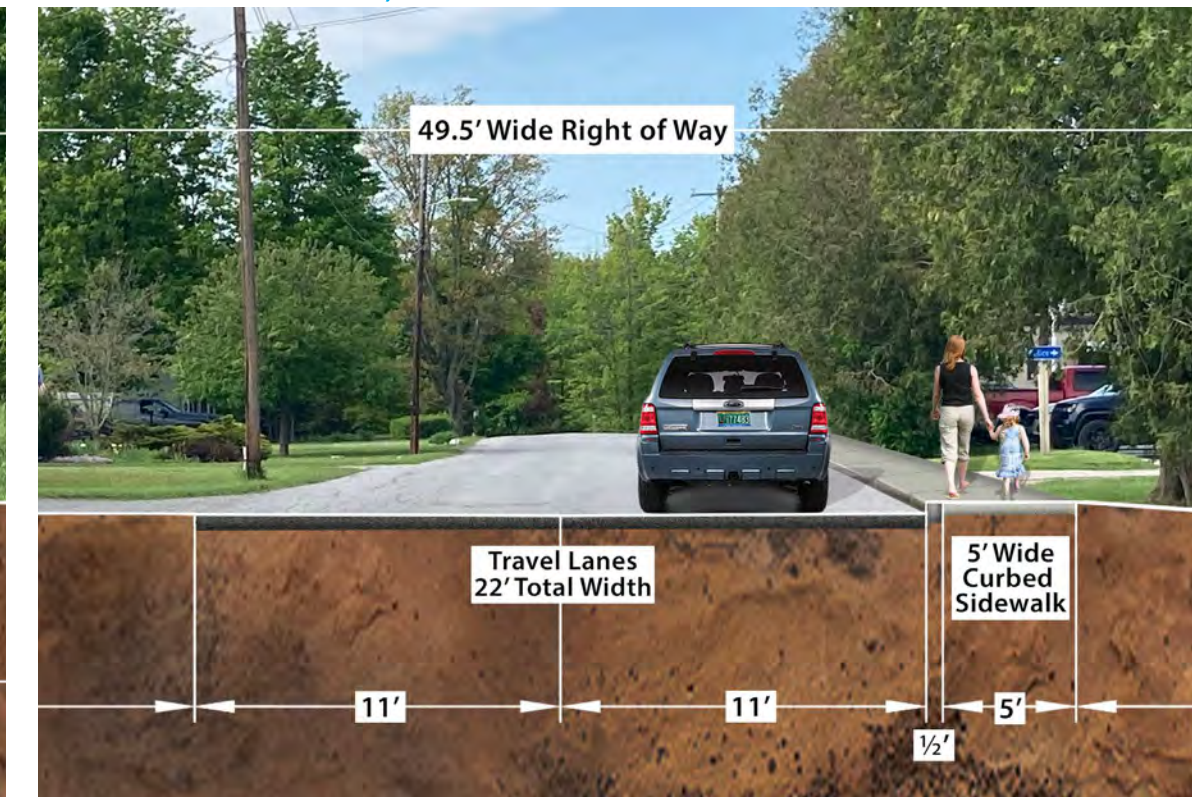 49.5' Wide Right of Way
Travel Lanes
22' Total Width
5' Wide
Curbed
Sidewalk
11'
11'
5'
½'